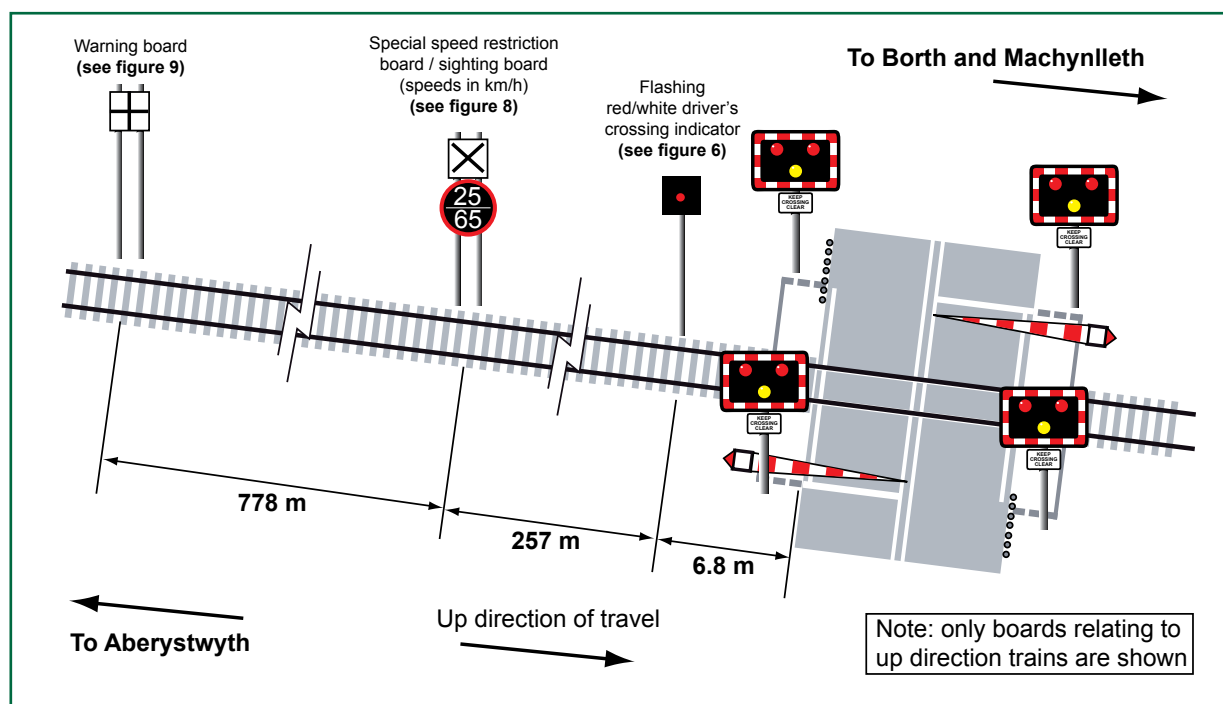 Warning board
(see figure 9)
Special speed restriction
board / sighting board
(speeds in km/h)
(see figure 8)
Flashing
red/white driver's
crossing indicator
(see figure 6)
To Borth and Machynlleth
25
65
KEEP
CROSSING
CLEAR
KEEP
CROSSING
CLEAR
KEEP
CROSSING
CLEAR
KEEP
CROSSING
CLEAR
778 m
257 m
6.8 m
To Aberystwyth
Up direction of travel
Note: only boards relating to
up direction trains are shown